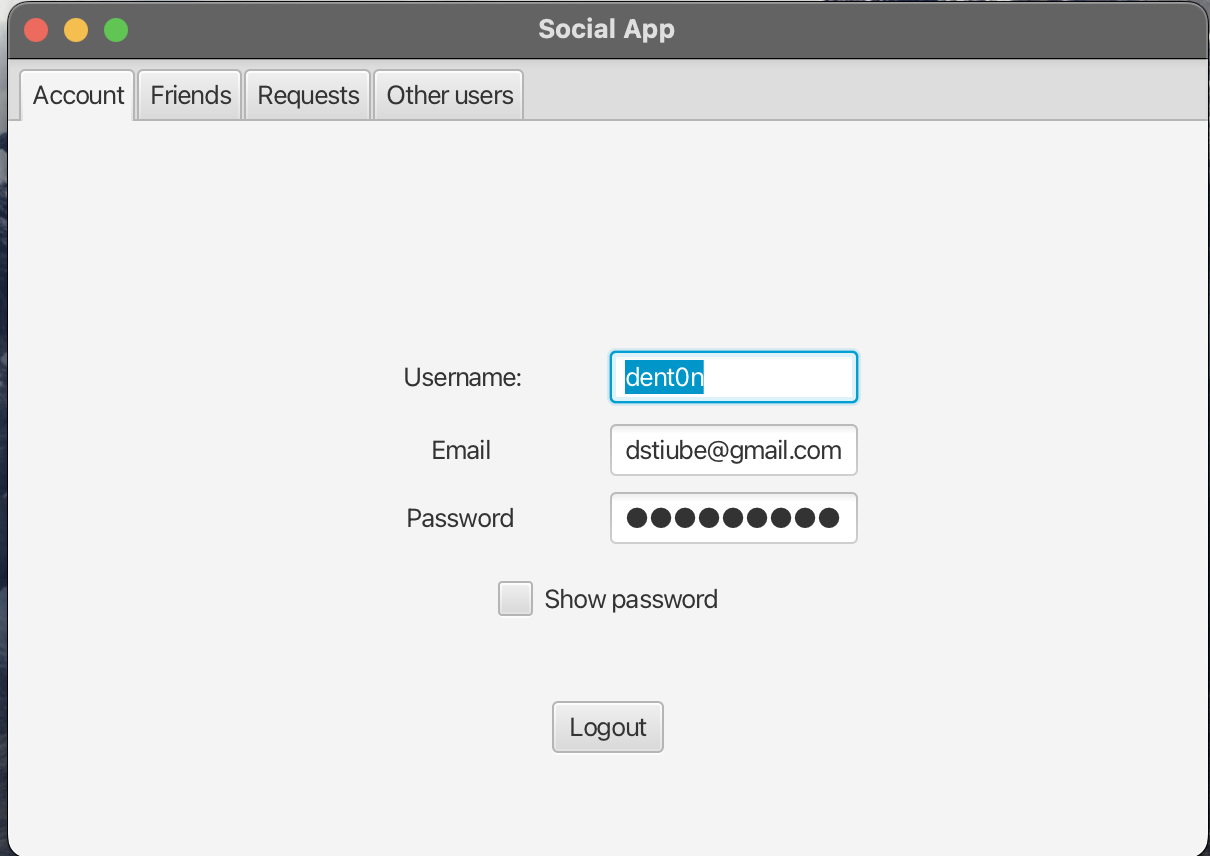 Social App
Account Friends Requests Other users
Username: dent0n
Email dstiube@gmail.com
Password ●●●●●●●●●
Show password
Logout